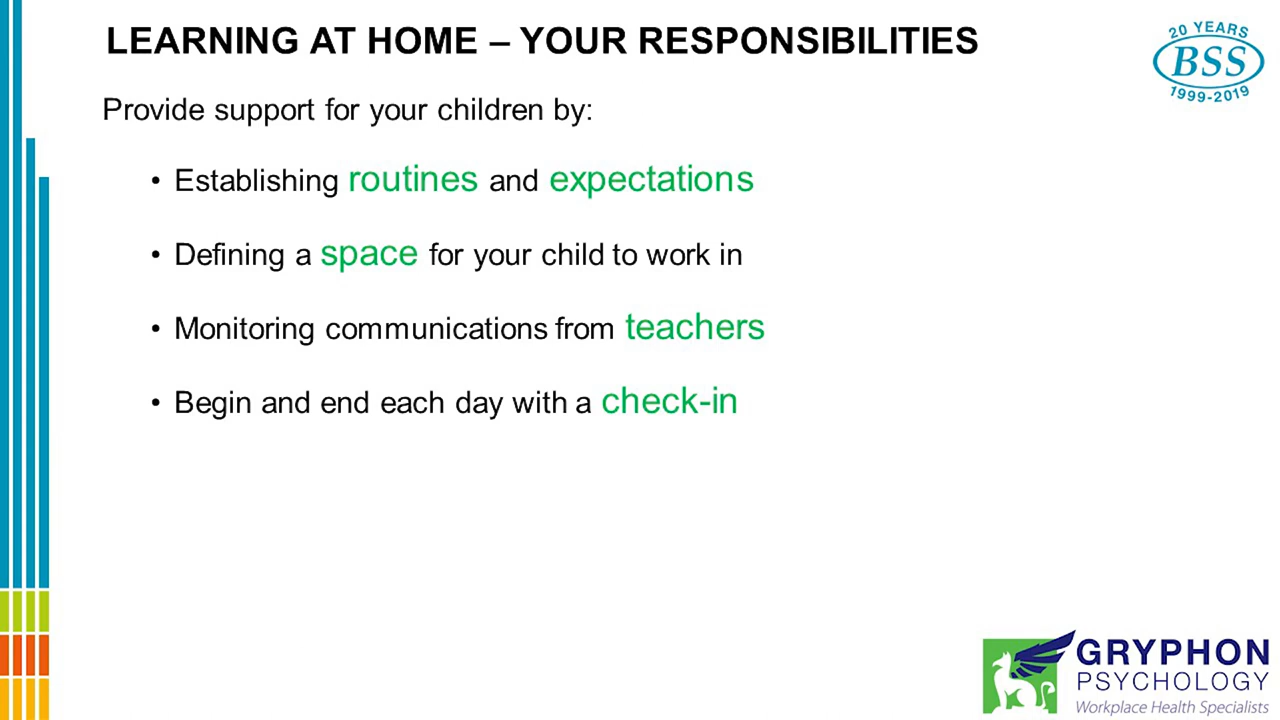 LEARNING AT HOME – YOUR RESPONSIBILITIES
20 YEARS
BSS
1999-2019
Provide support for your children by:
• Establishing routines and expectations
• Defining a space for your child to work in
• Monitoring communications from teachers
• Begin and end each day with a check-in
GRYPHON
PSYCHOLOGY
Workplace Health Specialists